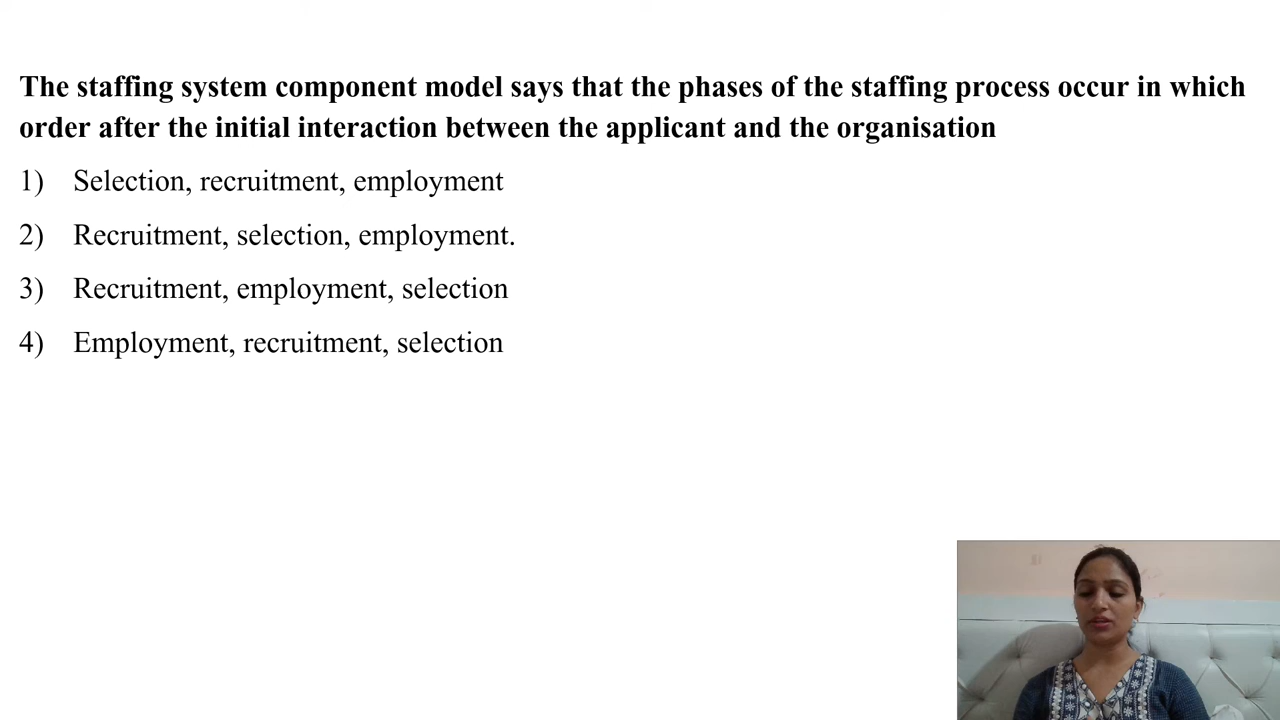 The staffing system component model says that the phases of the staffing process occur in which
order after the initial interaction between the applicant and the organisation
1) Selection, recruitment, employment
2) Recruitment, selection, employment.
3) Recruitment, employment, selection
4) Employment, recruitment, selection